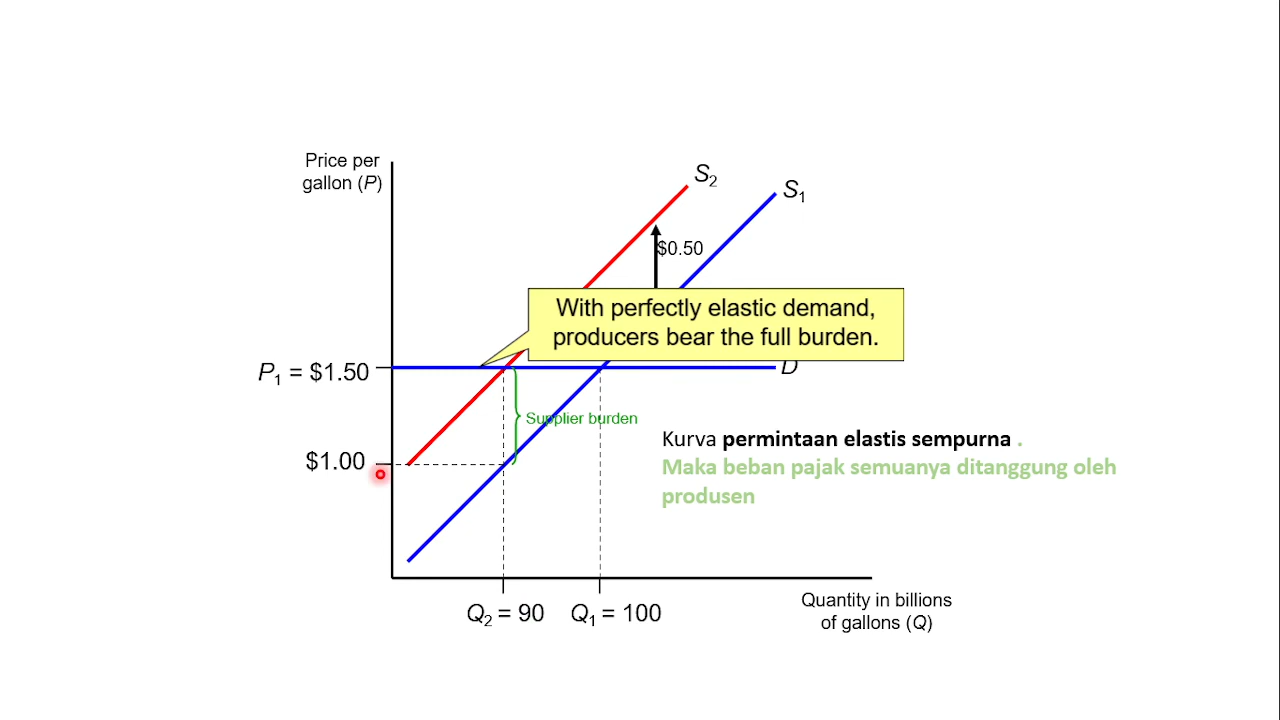 Price per
gallon (P)
S2
S1
$0.50
With perfectly elastic demand,
producers bear the full burden.
P1 = $1.50
D
Supplier burden
Kurva permintaan elastis sempurna .
$1.00
Maka beban pajak semuanya ditanggung oleh
produsen
Q2 = 90
Q1 = 100
Quantity in billions
of gallons (Q)